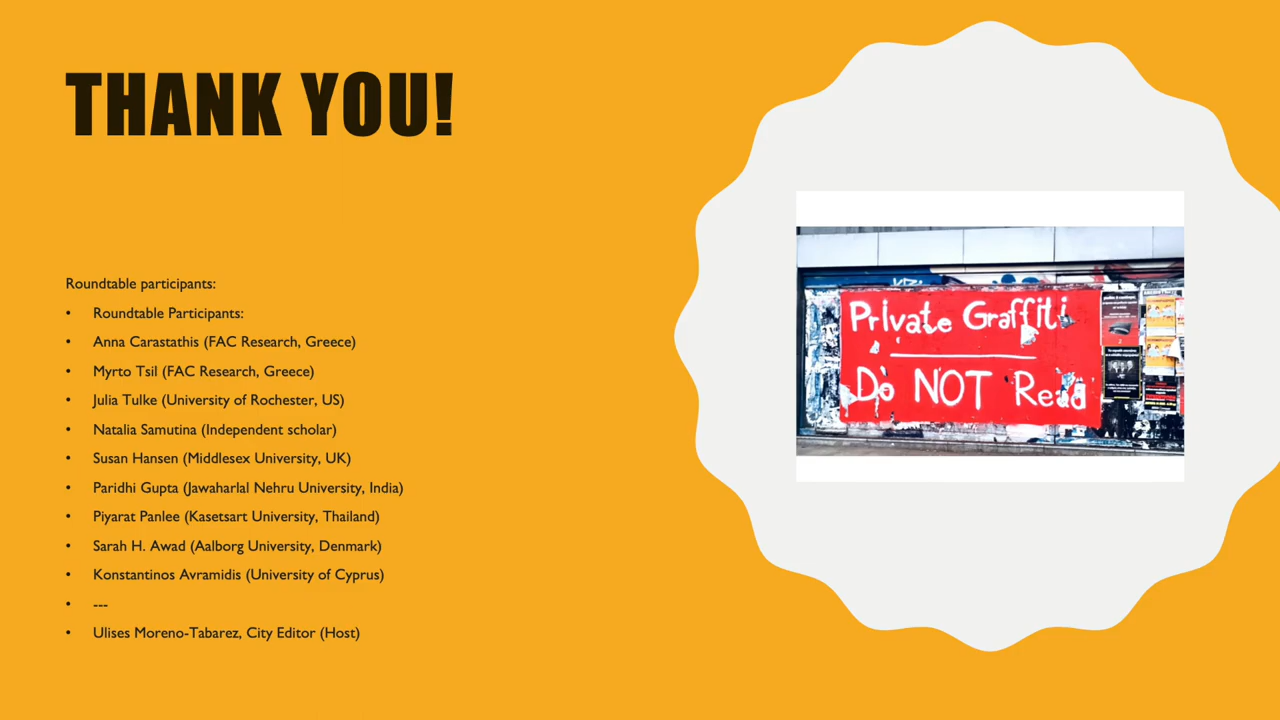 THANK YOU!
Roundtable participants:
• Roundtable Participants:
• Anna Carastathis (FAC Research, Greece)
• Myrto Tsil (FAC Research, Greece)
• Julia Tulke (University of Rochester, US)
• Natalia Samutina (Independent scholar)
• Susan Hansen (Middlesex University, UK)
• Paridhi Gupta (Jawaharlal Nehru University, India)
• Piyarat Panlee (Kasetsart University, Thailand)
• Sarah H. Awad (Aalborg University, Denmark)
• Konstantinos Avramidis (University of Cyprus)
• ---
• Ulises Moreno-Tabarez, City Editor (Host)
Private Graffiti
Do NOT Read